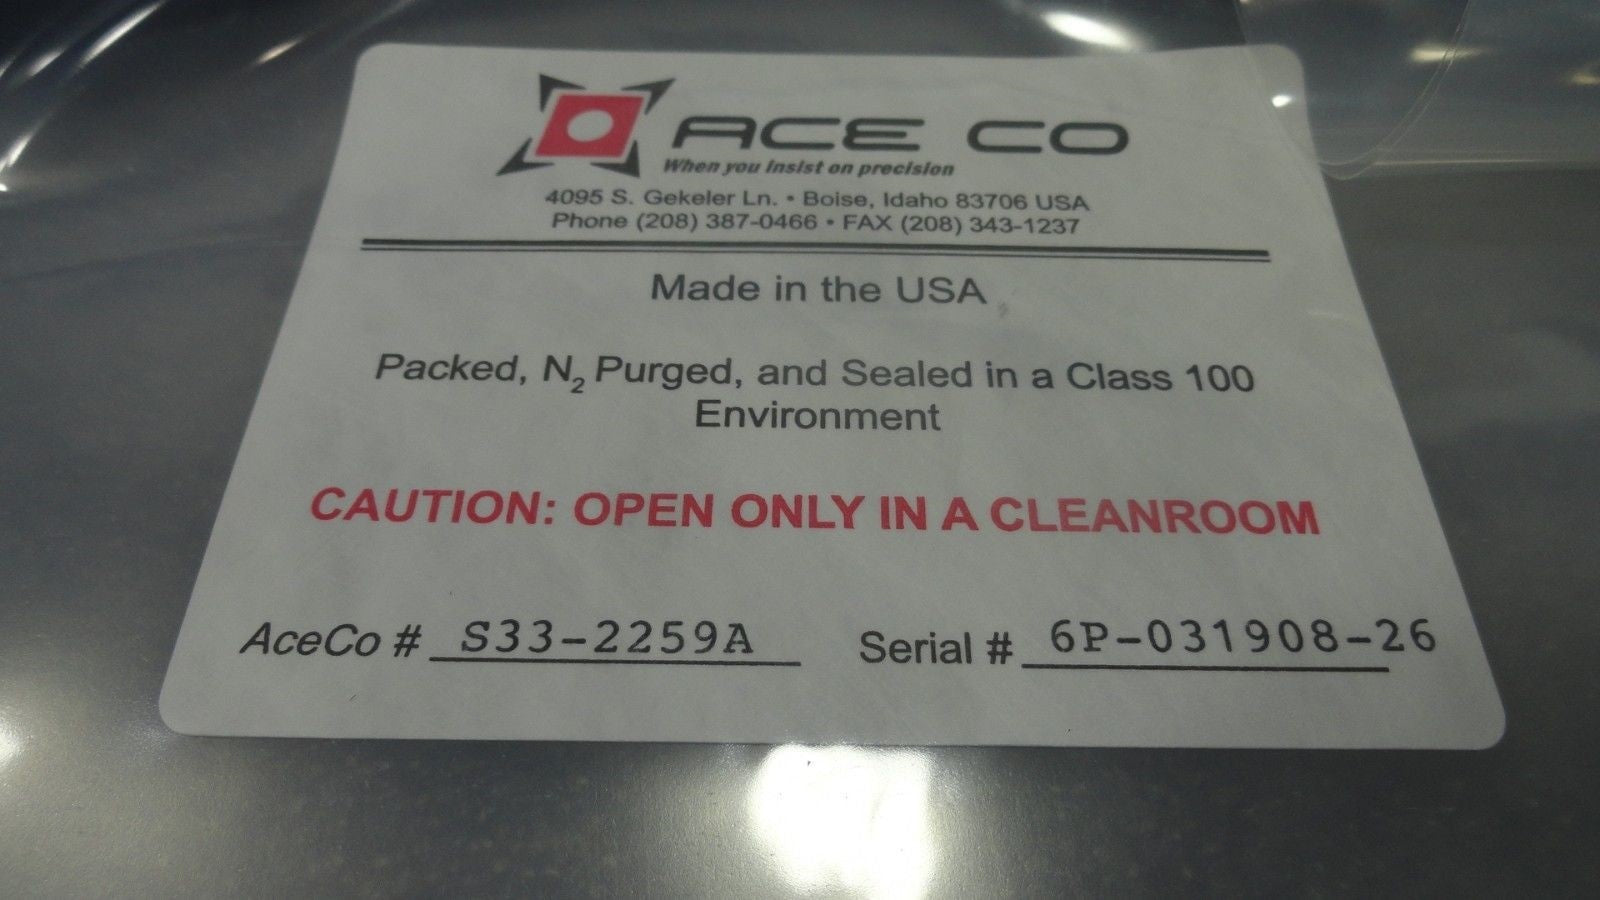 ACE CO
When you insist on precision
4095 S. Gekeler Ln. • Boise, Idaho 83706 USA
Phone (208) 387-0466 • FAX (208) 343-1237
Made in the USA
Packed, N₂ Purged, and Sealed in a Class 100
Environment
CAUTION: OPEN ONLY IN A CLEANROOM
AceCo # S33-2259A Serial # 6P-031908-26